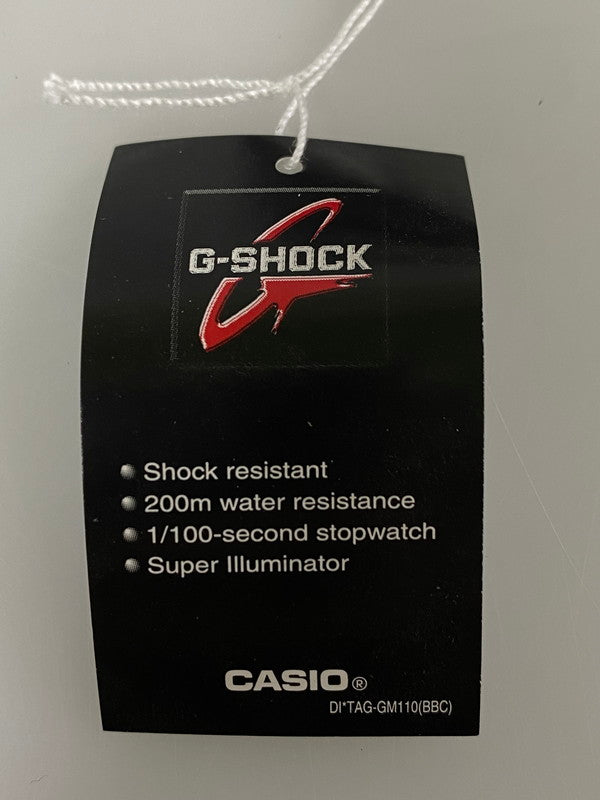 G-SHOCK
Shock resistant
200m water resistance
1/100-second stopwatch
Super Illuminator
CASIO®
DI*TAG-GM110(BBC)